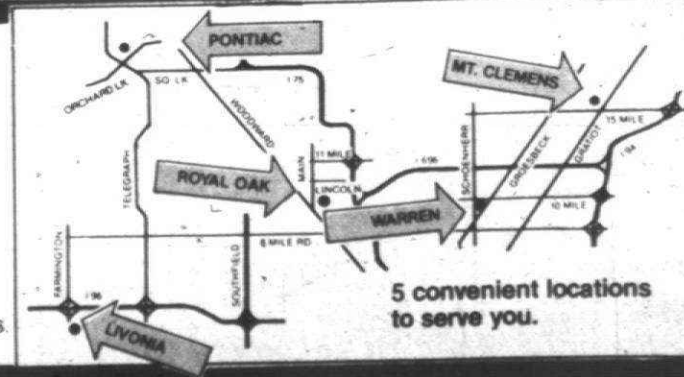 PONTIAC
MT. CLEMENS
ORCHARD LK
SQ LK
I 75
WOODWARD
15 MILE
TELEGRAPH
11 MILE
MAIN
I 696
SCHOENHERR
GROESBECK
GRATIOT
I 94
ROYAL OAK
LINCOLN
WARREN
10 MILE
8 MILE RD
FARMINGTON
SOUTHFIELD
I 96
LIVONIA
5 convenient locations
to serve you.